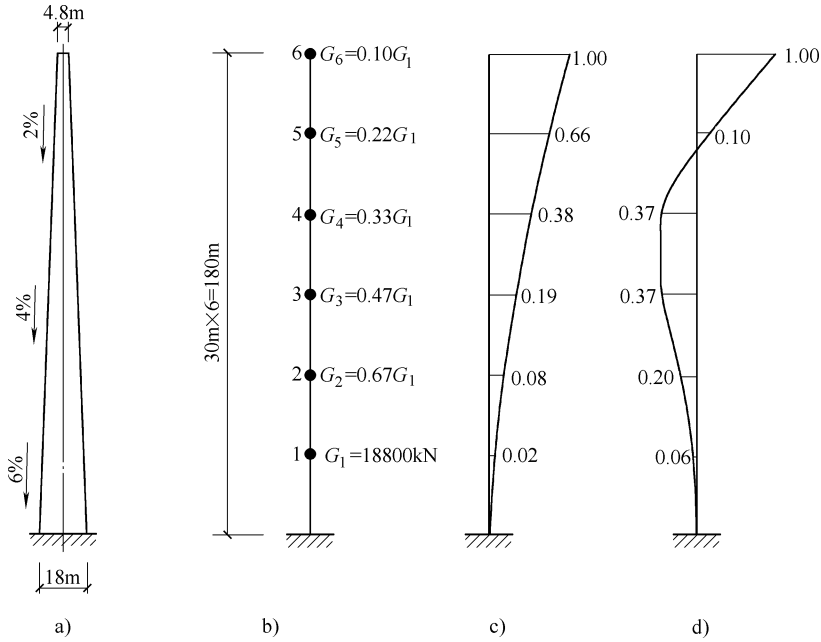 4.8m
2%
4%
6%
18m
a)
30m×6=180m
6 G₆=0.10G₁
5 G₅=0.22G₁
4 G₄=0.33G₁
3 G₃=0.47G₁
2 G₂=0.67G₁
1 G₁=18800kN
b)
1.00
0.66
0.38
0.19
0.08
0.02
c)
1.00
0.10
0.37
0.37
0.20
0.06
d)